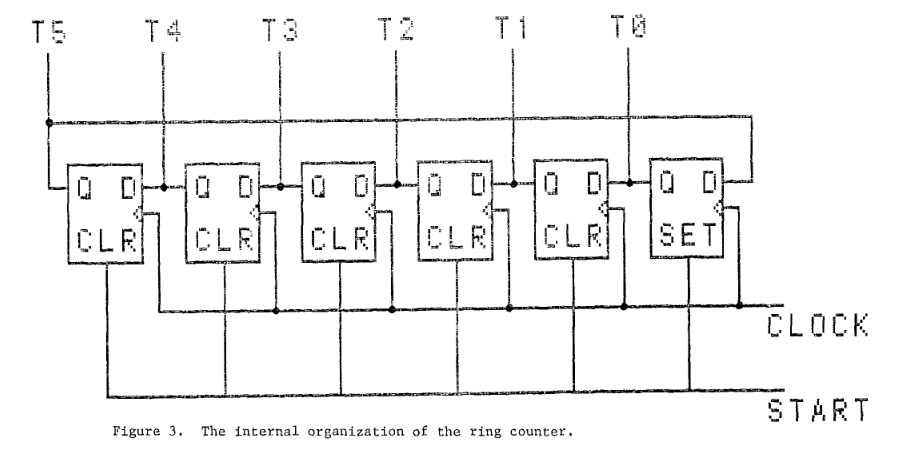 T5 T4 T3 T2 T1 T0
Q D Q D Q D Q D Q D Q D
CLR CLR CLR CLR CLR SET
CLOCK
START
Figure 3. The internal organization of the ring counter.